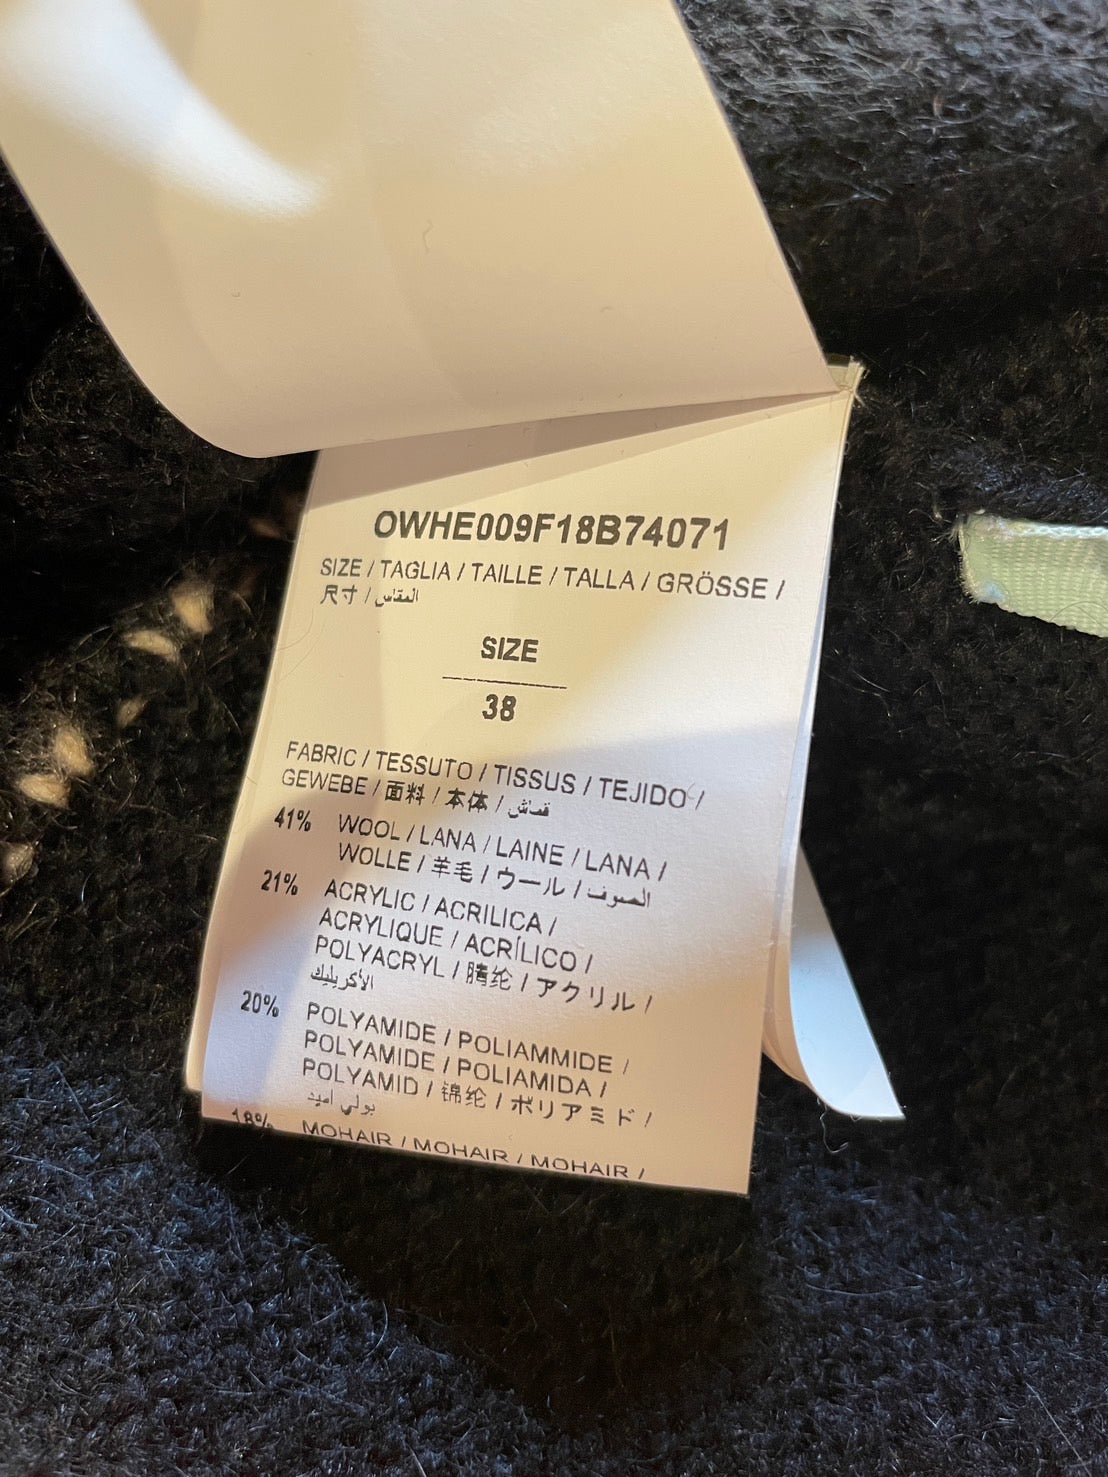 OWHE009F18B74071
SIZE / TAGLIA / TAILLE / TALLA / GRÖSSE /
尺寸 / المقاس
SIZE
38
FABRIC / TESSUTO / TISSUS / TEJIDO /
GEWEBE / 面料 / 本体 / قماش
41% WOOL / LANA / LAINE / LANA /
WOLLE / 羊毛 / ウール / الصوف
21% ACRYLIC / ACRILICA /
ACRYLIQUE / ACRÍLICO /
POLYACRYL / 腈纶 / アクリル /
الأكريليك
20% POLYAMIDE / POLIAMMIDE /
POLYAMIDE / POLIAMIDA /
POLYAMID / 锦纶 / ポリアミド /
بولي اميد
18% MOHAIR / MOHAIR / MOHAIR /